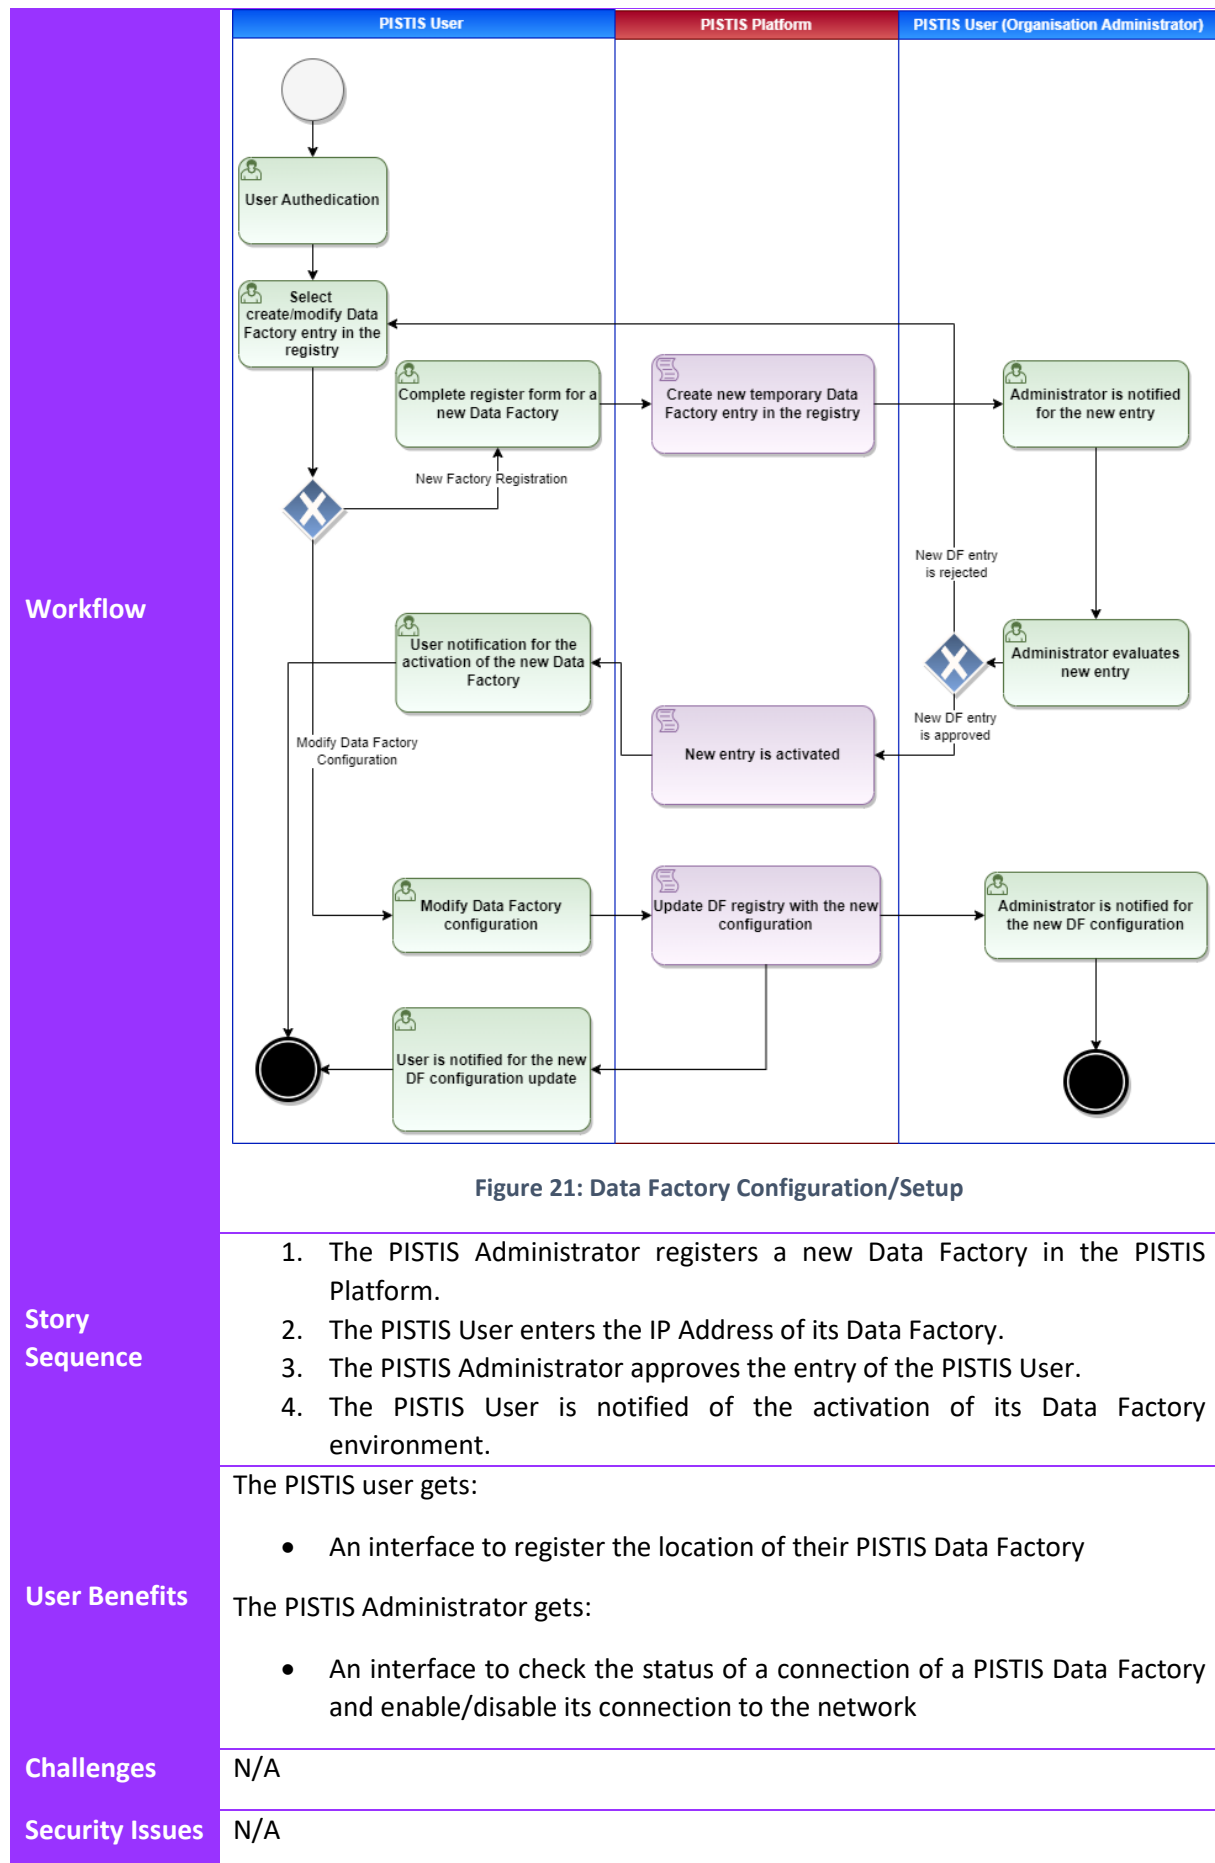 PISTIS User
PISTIS Platform
PISTIS User (Organisation Administrator)
User Authedication
Select
create/modify Data
Factory entry in the
registry
Complete register form for a
new Data Factory
Create new temporary Data
Factory entry in the registry
Administrator is notified
for the new entry
New Factory Registration
New DF entry
is rejected
Workflow
User notification for the
activation of the new Data
Factory
Administrator evaluates
new entry
New DF entry
is approved
Modify Data Factory
Configuration
New entry is activated
Modify Data Factory
configuration
Update DF registry with the new
configuration
Administrator is notified for
the new DF configuration
User is notified for the new
DF configuration update
Figure 21: Data Factory Configuration/Setup
Story
Sequence
1. The PISTIS Administrator registers a new Data Factory in the PISTIS
Platform.
2. The PISTIS User enters the IP Address of its Data Factory.
3. The PISTIS Administrator approves the entry of the PISTIS User.
4. The PISTIS User is notified of the activation of its Data Factory
environment.
User Benefits
The PISTIS user gets:
• An interface to register the location of their PISTIS Data Factory
The PISTIS Administrator gets:
• An interface to check the status of a connection of a PISTIS Data Factory
and enable/disable its connection to the network
Challenges
N/A
Security Issues
N/A